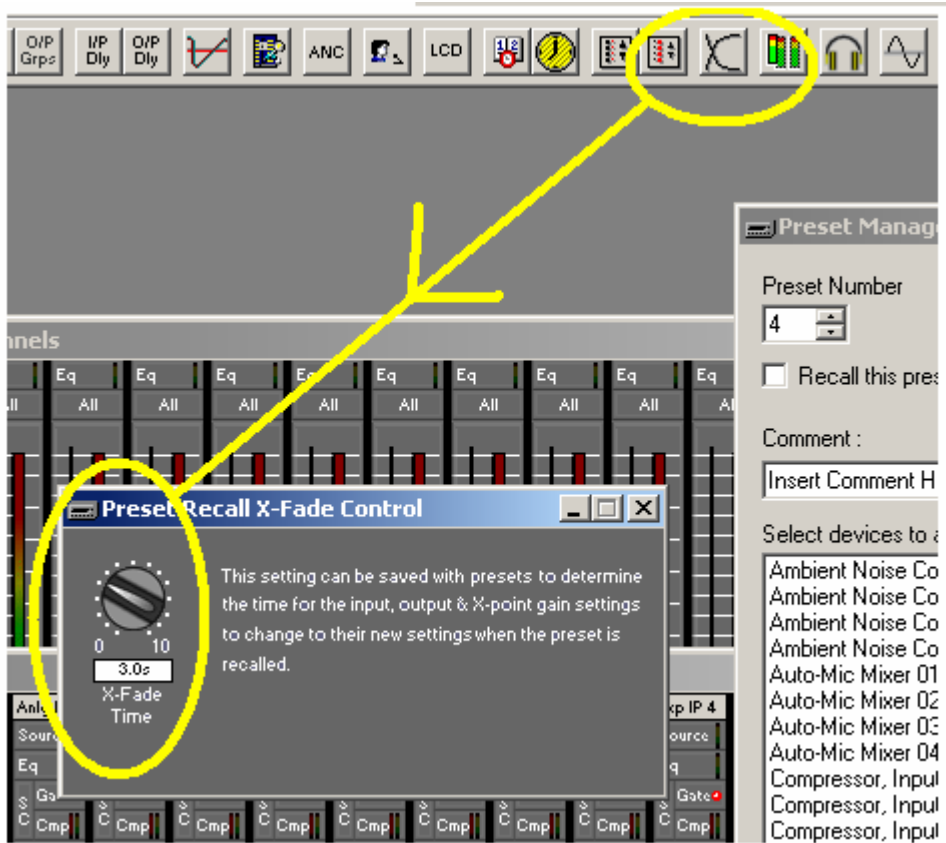 O/P Grps I/P Dly O/P Dly ANC LCD 1 2
Preset Manag
Preset Number
4
Recall this pres
Comment :
Insert Comment H
Select devices to a
Ambient Noise Co
Ambient Noise Co
Ambient Noise Co
Ambient Noise Co
Auto-Mic Mixer 01
Auto-Mic Mixer 02
Auto-Mic Mixer 03
Auto-Mic Mixer 04
Compressor, Input
Compressor, Input
Compressor, Input
nnels
Eq Eq Eq Eq Eq Eq Eq Eq Eq
All All All All All All All All
Preset Recall X-Fade Control
This setting can be saved with presets to determine
the time for the input, output & X-point gain settings
to change to their new settings when the preset is
recalled.
0 10
3.0s
X-Fade
Time
Anlg xp IP 4
Sour ource
Eq q
Ga Gate
S C Cmp C Cmp C Cmp C Cmp C Cmp C Cmp C Cmp C Cmp C Cmp